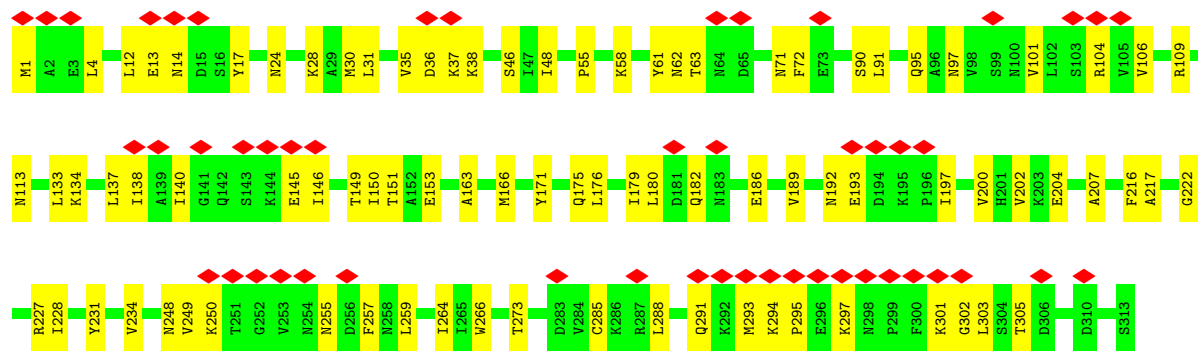 M1 A2 E3 L4 L12 E13 N14 D15 S16 Y17 N24 K28 A29 M30 L31 V35 D36 K37 K38 S46 I47 I48 P55 K58 Y61 N62 T63 N64 D65 N71 F72 E73 S90 L91 Q95 A96 N97 V98 S99 N100 V101 L102 S103 R104 V105 V106 R109
N113 L133 K134 L137 I138 A139 I140 G141 Q142 S143 K144 E145 I146 T149 I150 T151 A152 E153 A163 M166 Y171 Q175 L176 I179 L180 D181 Q182 N183 E186 V189 N192 E193 D194 K195 P196 I197 V200 H201 V202 K203 E204 A207 F216 A217 G222
R227 I228 Y231 V234 N248 V249 K250 T251 G252 V253 N254 N255 D256 F257 N258 L259 I264 I265 W266 T273 D283 V284 C285 K286 R287 L288 Q291 K292 M293 K294 P295 E296 K297 N298 P299 F300 K301 G302 L303 S304 T305 D306 D310 S313